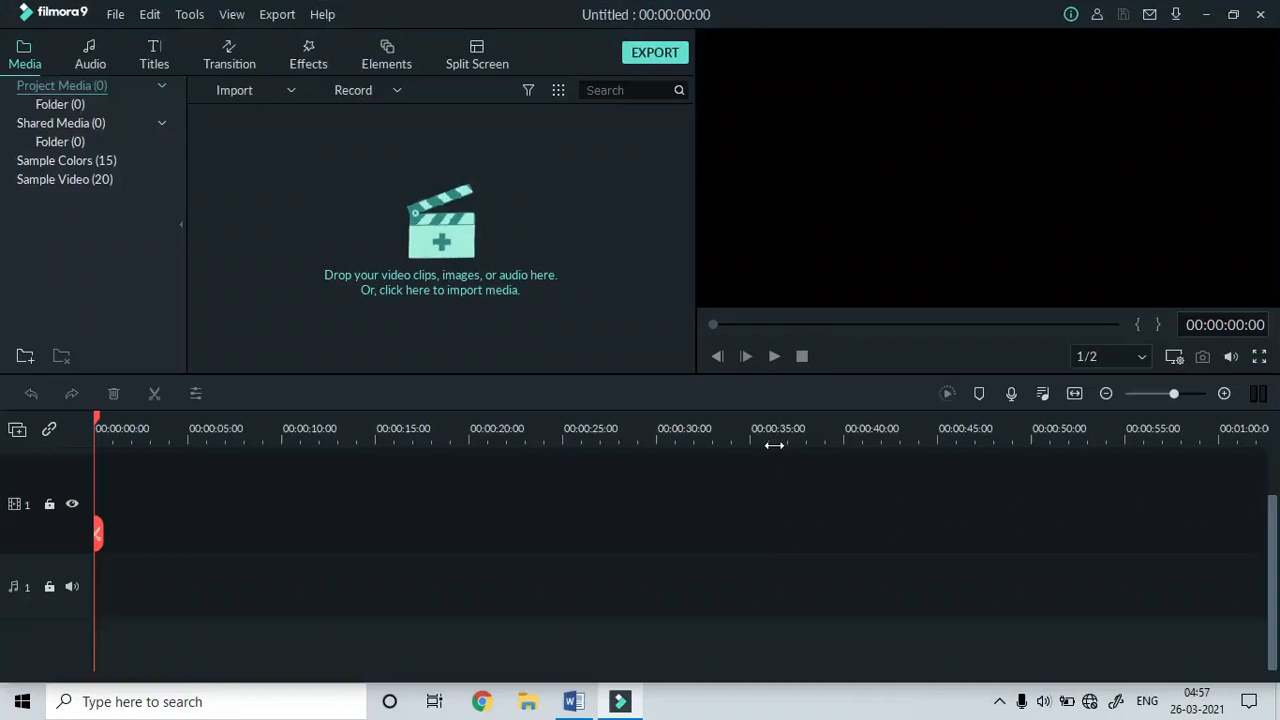 filmora9 File Edit Tools View Export Help Untitled : 00:00:00:00
Media Audio Titles Transition Effects Elements Split Screen EXPORT
Project Media (0)
Folder (0)
Shared Media (0)
Folder (0)
Sample Colors (15)
Sample Video (20)
Import Record Search
Drop your video clips, images, or audio here.
Or, click here to import media.
00:00:00:00
1/2
00:00:00:00 00:00:05:00 00:00:10:00 00:00:15:00 00:00:20:00 00:00:25:00 00:00:30:00 00:00:35:00 00:00:40:00 00:00:45:00 00:00:50:00 00:00:55:00 00:01:00:0
1
1
Type here to search
ENG
04:57
26-03-2021